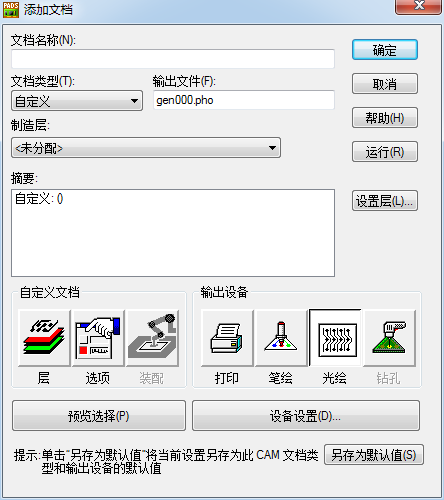 PADS 添加文档
文档名称(N):
确定
文档类型(T):
输出文件(F):
取消
自定义
gen000.pho
制造层:
帮助(H)
<未分配>
运行(R)
摘要:
自定义: ()
设置层(L)...
自定义文档
输出设备
层
选项
装配
打印
笔绘
光绘
钻孔
预览选择(P)
设备设置(D)...
提示:单击"另存为默认值"将当前设置另存为此 CAM 文档类
型和输出设备的默认值
另存为默认值(S)